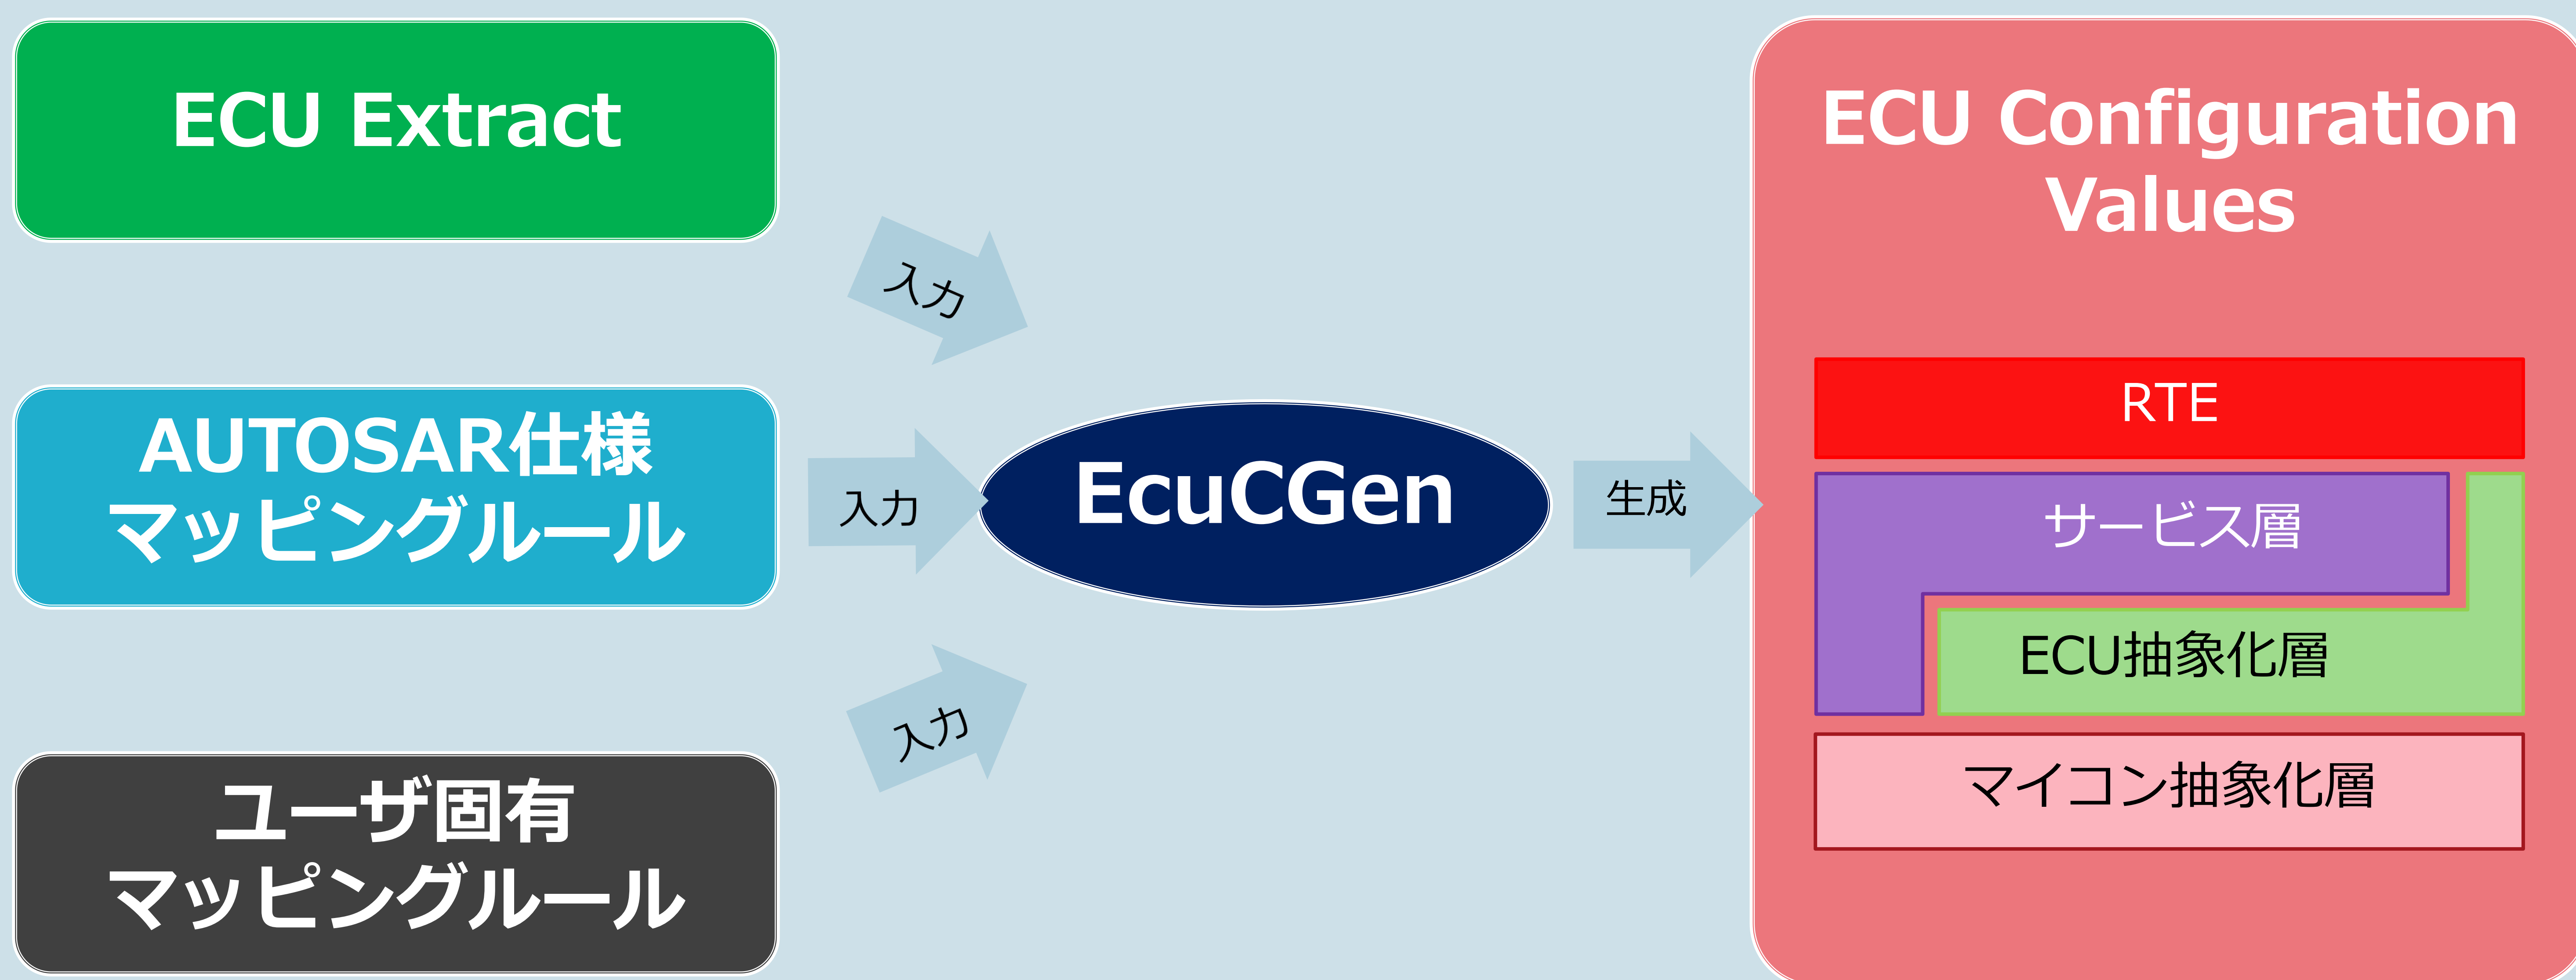 ECU Extract
入力
AUTOSAR仕様
マッピングルール
入力
ユーザ固有
マッピングルール
入力
EcuCGen
生成
ECU Configuration
Values
RTE
サービス層
ECU抽象化層
マイコン抽象化層